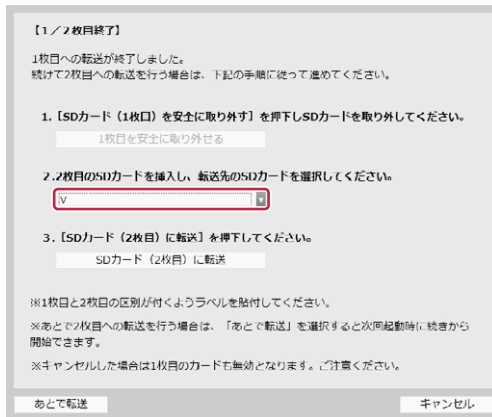 【1／2枚目終了】
1枚目への転送が終了しました。
続けて2枚目への転送を行う場合は、下記の手順に従って進めてください。
1.［SDカード（1枚目）を安全に取り外す］を押下しSDカードを取り外してください。
1枚目を安全に取り外せる
2.2枚目のSDカードを挿入し、転送先のSDカードを選択してください。
V
3.［SDカード（2枚目）に転送］を押下してください。
SDカード（2枚目）に転送
※1枚目と2枚目の区別が付くようラベルを貼付してください。
※あとで2枚目への転送を行う場合は、「あとで転送」を選択すると次回起動時に続きから
開始できます。
※キャンセルした場合は1枚目のカードも無効となります。ご注意ください。
あとで転送
キャンセル